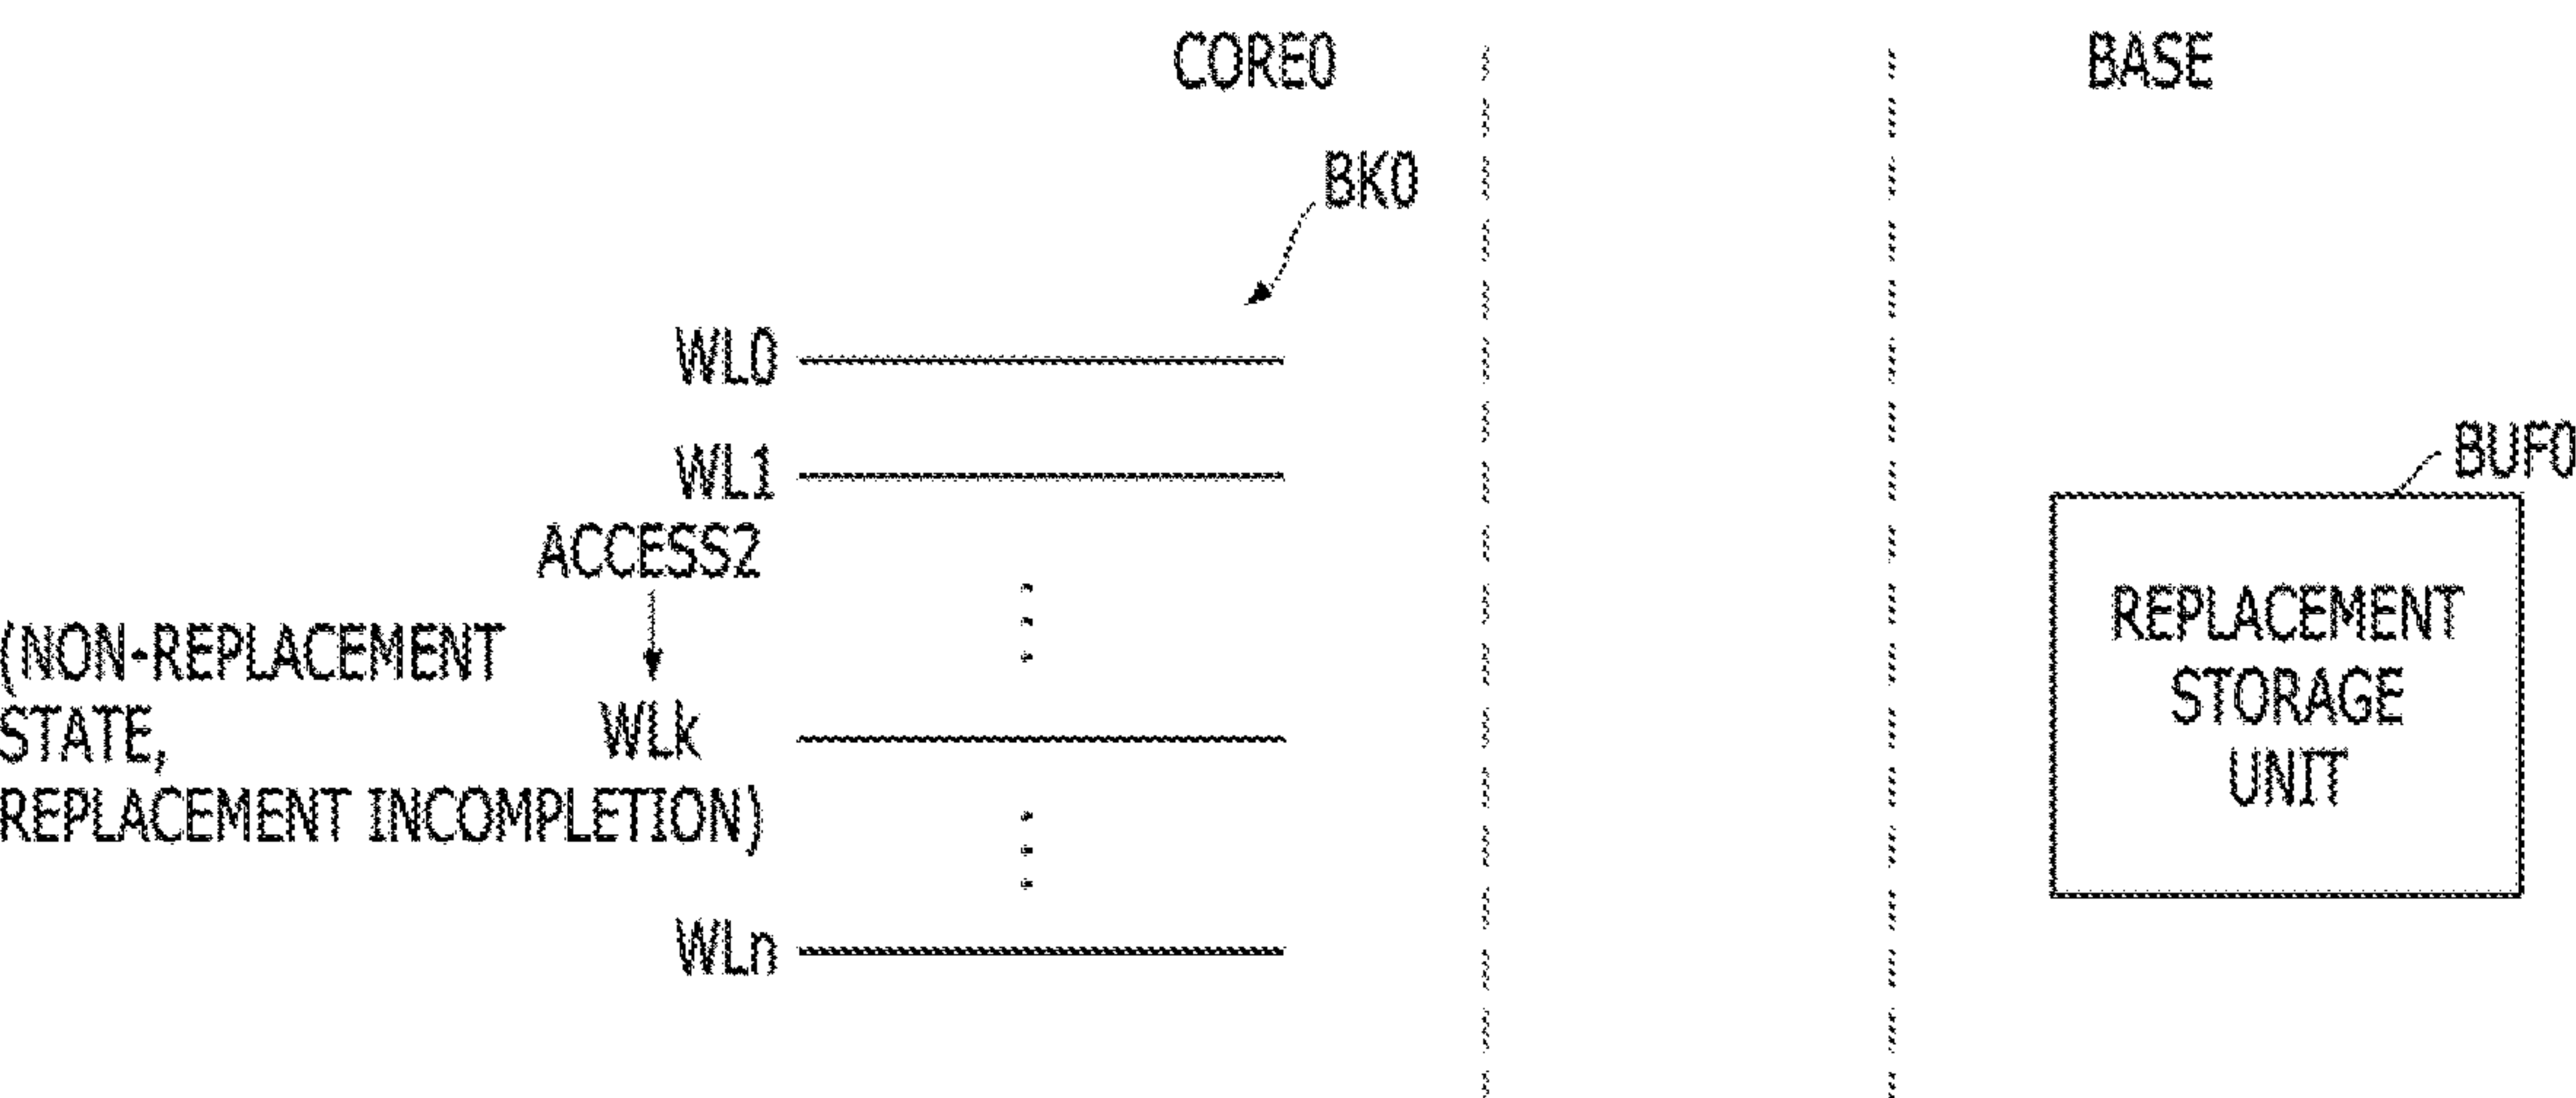 CORE0
BASE
BK0
WL0
WL1
BUF0
ACCESS2
(NON-REPLACEMENT
STATE,
REPLACEMENT INCOMPLETION)
WLk
WLn
REPLACEMENT
STORAGE
UNIT